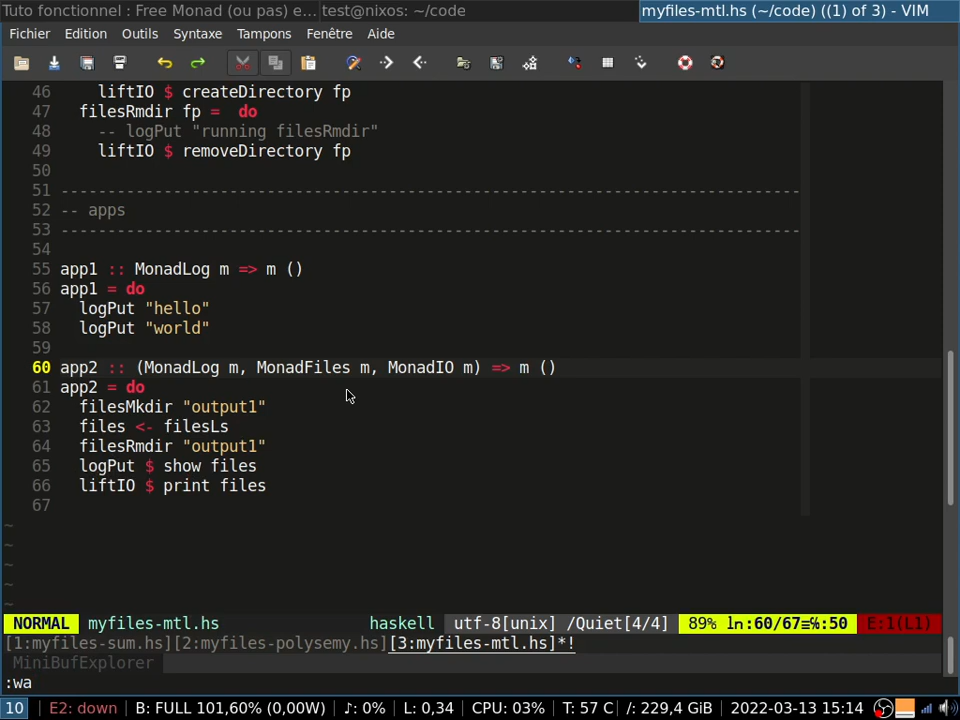 Tuto fonctionnel : Free Monad (ou pas) e... test@nixos: ~/code myfiles-mtl.hs (~/code) ((1) of 3) - VIM
Fichier Edition Outils Syntaxe Tampons Fenêtre Aide
46 liftIO $ createDirectory fp
47 filesRmdir fp =  do
48 -- logPut "running filesRmdir"
49 liftIO $ removeDirectory fp
50
51 -------------------------------------------------------------------------------
52 -- apps
53 -------------------------------------------------------------------------------
54
55 app1 :: MonadLog m => m ()
56 app1 = do
57 logPut "hello"
58 logPut "world"
59
60 app2 :: (MonadLog m, MonadFiles m, MonadIO m) => m ()
61 app2 = do
62 filesMkdir "output1"
63 files <- filesLs
64 filesRmdir "output1"
65 logPut $ show files
66 liftIO $ print files
67
~
~
~
~
~
NORMAL myfiles-mtl.hs haskell utf-8[unix] /Quiet[4/4] 89% ln:60/67≡℅:50 E:1(L1)
[1:myfiles-sum.hs][2:myfiles-polysemy.hs][3:myfiles-mtl.hs]*!
MiniBufExplorer
:wa
10 E2: down | B: FULL 101,60% (0,00W) | ♪: 0% | L: 0,34 | CPU: 03% | T: 57 C | /: 229,4 GiB | 2022-03-13 15:14